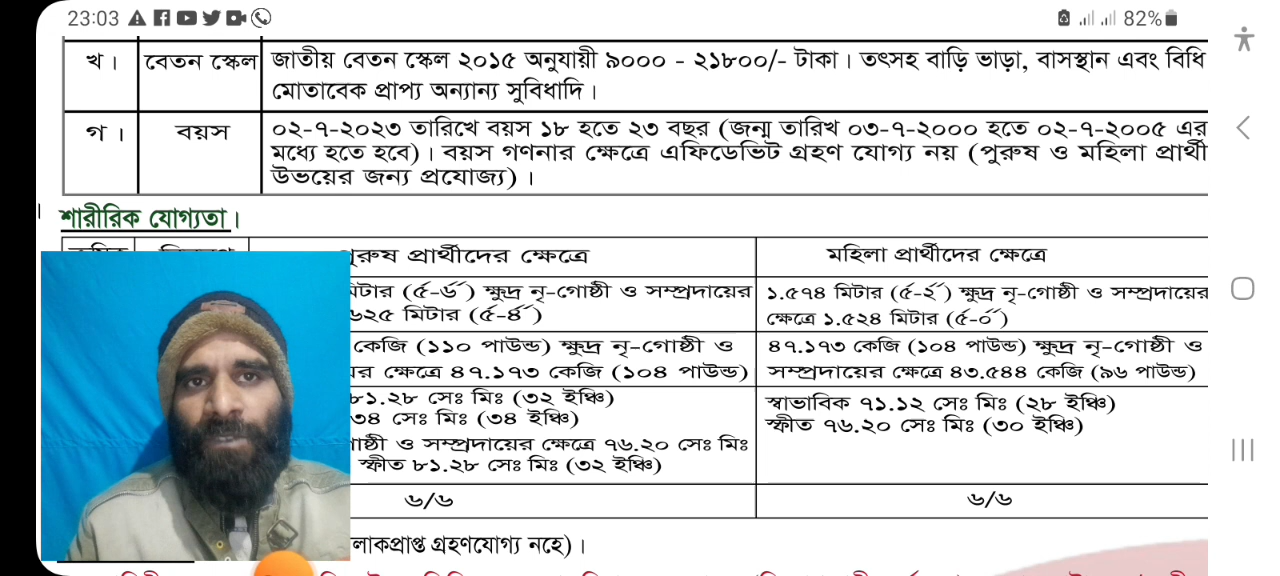 23:03
82%
খ। বেতন স্কেল জাতীয় বেতন স্কেল ২০১৫ অনুযায়ী ৯০০০ - ২১৮০০/- টাকা। তৎসহ বাড়ি ভাড়া, বাসস্থান এবং বিধি
মোতাবেক প্রাপ্য অন্যান্য সুবিধাদি।
গ। বয়স ০২-৭-২০২৩ তারিখে বয়স ১৮ হতে ২৩ বছর (জন্ম তারিখ ০৩-৭-২০০০ হতে ০২-৭-২০০৫ এর
মধ্যে হতে হবে)। বয়স গণনার ক্ষেত্রে এফিডেভিট গ্রহণ যোগ্য নয় (পুরুষ ও মহিলা প্রার্থী
উভয়ের জন্য প্রযোজ্য)।
শারীরিক যোগ্যতা।
পুরুষ প্রার্থীদের ক্ষেত্রে
মহিলা প্রার্থীদের ক্ষেত্রে
মিটার (৫´-৬´´) ক্ষুদ্র নৃ-গোষ্ঠী ও সম্প্রদায়ের
৬২৫ মিটার (৫´-৪´´)
১.৫৭৪ মিটার (৫´-২´´) ক্ষুদ্র নৃ-গোষ্ঠী ও সম্প্রদায়ের
ক্ষেত্রে ১.৫২৪ মিটার (৫´-০´´)
কেজি (১১০ পাউন্ড) ক্ষুদ্র নৃ-গোষ্ঠী ও
ক্ষেত্রে ৪৭.১৭৩ কেজি (১০৪ পাউন্ড)
৪৭.১৭৩ কেজি (১০৪ পাউন্ড) ক্ষুদ্র নৃ-গোষ্ঠী ও
সম্প্রদায়ের ক্ষেত্রে ৪৩.৫৪৪ কেজি (৯৬ পাউন্ড)
৮১.২৮ সেঃ মিঃ (৩২ ইঞ্চি)
৩৪ সেঃ মিঃ (৩৪ ইঞ্চি)
গোষ্ঠী ও সম্প্রদায়ের ক্ষেত্রে ৭৬.২০ সেঃ মিঃ
স্ফীত ৮১.২৮ সেঃ মিঃ (৩২ ইঞ্চি)
স্বাভাবিক ৭১.১২ সেঃ মিঃ (২৮ ইঞ্চি)
স্ফীত ৭৬.২০ সেঃ মিঃ (৩০ ইঞ্চি)
৬/৬
৬/৬
লাকপ্রাপ্ত গ্রহণযোগ্য নহে)।